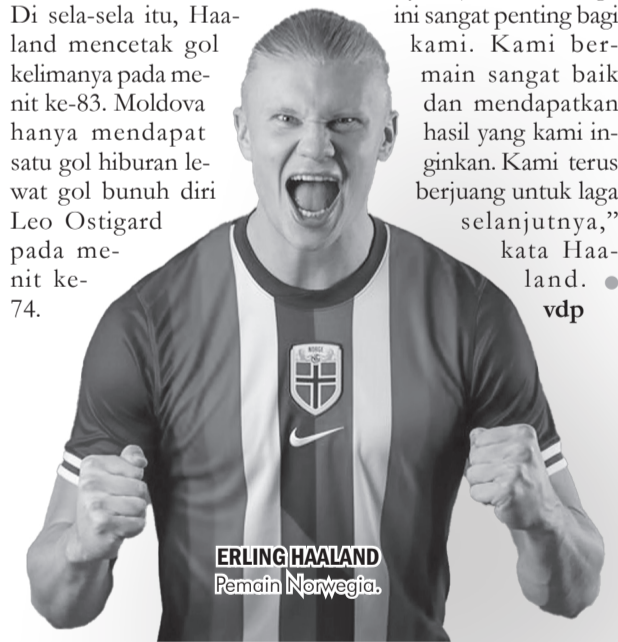 Di sela-sela itu, Haa-
land mencetak gol
kelimanya pada me-
nit ke-83. Moldova
hanya mendapat
satu gol hiburan le-
wat gol bunuh diri
Leo Ostigard
pada me-
nit ke-
74.
ini sangat penting bagi
kami. Kami ber-
main sangat baik
dan mendapatkan
hasil yang kami in-
ginkan. Kami terus
berjuang untuk laga
selanjutnya,”
kata Haa-
land. ●
vdp
NORGE
ERLING HAALAND
Pemain Norwegia.